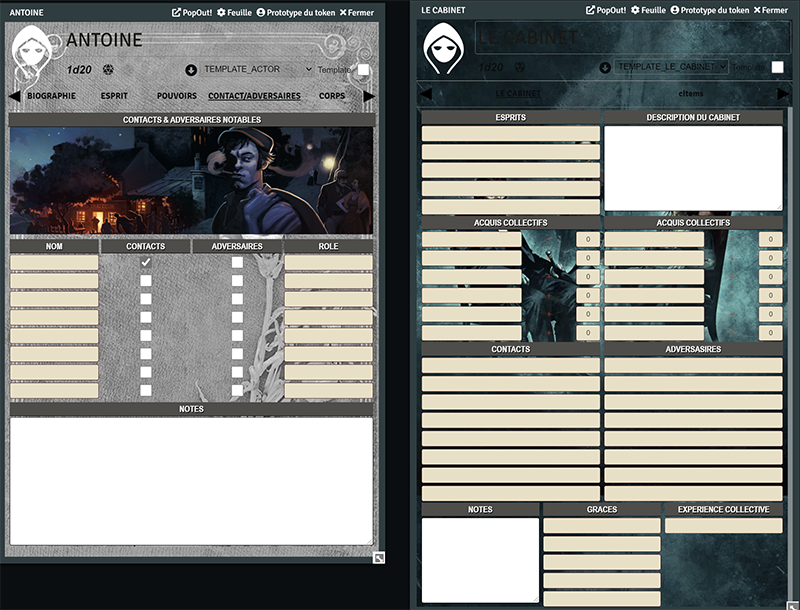 ANTOINE
PopOut! Feuille Prototype du token Fermer
ANTOINE
1d20 TEMPLATE_ACTOR Template
BIOGRAPHIE ESPRIT POUVOIRS CONTACT/ADVERSAIRES CORPS
CONTACTS & ADVERSAIRES NOTABLES
NOM CONTACTS ADVERSAIRES ROLE
NOTES
LE CABINET
PopOut! Feuille Prototype du token Fermer
LE CABINET
1d20 TEMPLATE_LE_CABINET Template
LE CABINET citems
ESPRITS DESCRIPTION DU CABINET
ACQUIS COLLECTIFS ACQUIS COLLECTIFS
0 0
0 0
0 0
0 0
0 0
0 0
CONTACTS ADVERSASIRES
NOTES GRACES EXPERIENCE COLLECTIVE